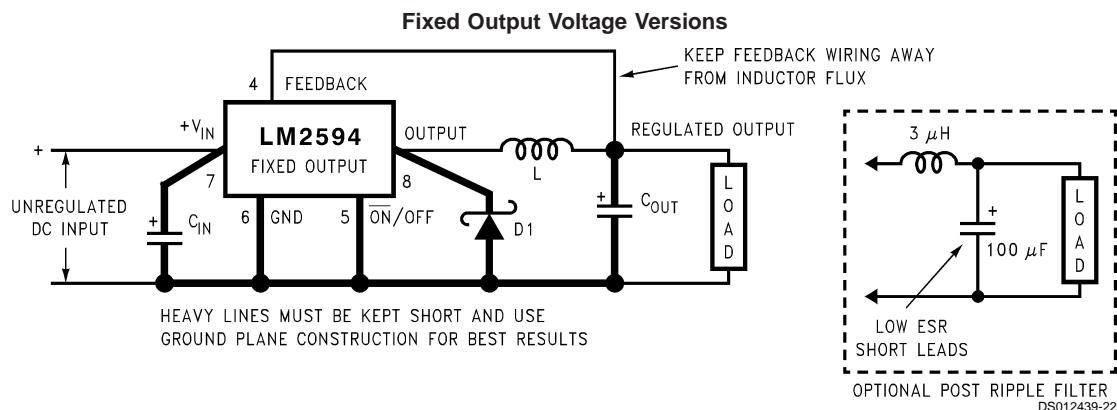 Fixed Output Voltage Versions
KEEP FEEDBACK WIRING AWAY
FROM INDUCTOR FLUX
4 FEEDBACK
+VIN
LM2594
FIXED OUTPUT
OUTPUT
REGULATED OUTPUT
+
7
8
L
UNREGULATED
DC INPUT
+
CIN
6 GND
5 ON/OFF
D1
+
COUT
LOAD
HEAVY LINES MUST BE KEPT SHORT AND USE
GROUND PLANE CONSTRUCTION FOR BEST RESULTS
3 μH
+
100 μF
LOAD
LOW ESR
SHORT LEADS
OPTIONAL POST RIPPLE FILTER
DS012439-22